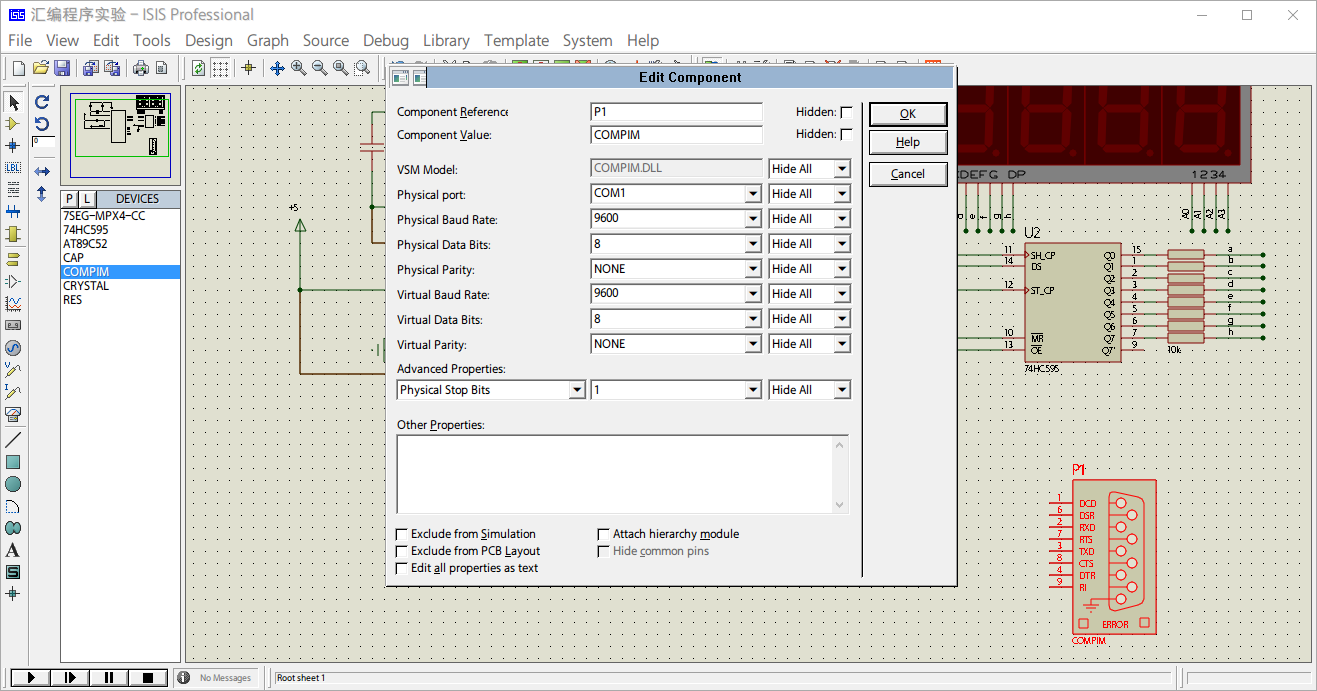 汇编程序实验 - ISIS Professional
File View Edit Tools Design Graph Source Debug Library Template System Help
Edit Component
Component Reference
P1
Hidden:
OK
Component Value:
COMPIM
Hidden:
Help
VSM Model:
COMPIM.DLL
Hide All
Cancel
Physical port:
COM1
Hide All
Physical Baud Rate:
9600
Hide All
Physical Data Bits:
8
Hide All
Physical Parity:
NONE
Hide All
Virtual Baud Rate:
9600
Hide All
Virtual Data Bits:
8
Hide All
Virtual Parity:
NONE
Hide All
Advanced Properties:
Physical Stop Bits
1
Hide All
Other Properties:
Exclude from Simulation
Attach hierarchy module
Exclude from PCB Layout
Hide common pins
Edit all properties as text
0
LBL
P L DEVICES
7SEG-MPX4-CC
74HC595
AT89C52
CAP
COMPIM
CRYSTAL
RES
+5
DEFG DP
1234
e
f
g
h
A0
A1
A2
A3
U2
11
14
12
10
13
SH_CP
DS
ST_CP
MR
OE
Q0
Q1
Q2
Q3
Q4
Q5
Q6
Q7
Q7'
15
1
2
3
4
5
6
7
9
a
b
c
d
e
f
g
h
10k
74HC595
P1
1 DCD
6 DSR
2 RXD
7 RTS
3 TXD
8 CTS
4 DTR
9 RI
ERROR
COMPIM
No Messages
Root sheet 1